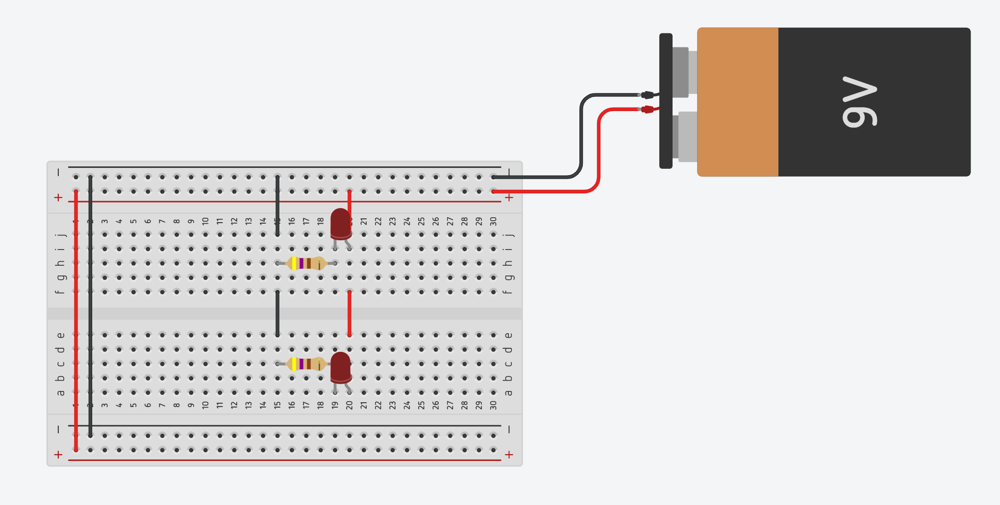 9V
− −
+ +
1 2 3 4 5 6 7 8 9 10 11 12 13 14 15 16 17 18 20 21 22 23 24 25 26 27 28 29 30
j j
i i
h h
g g
f f
e e
d d
c c
b b
a a
1 2 3 4 5 6 7 8 9 10 11 12 13 14 15 16 17 18 19 20 21 22 23 24 25 26 27 28 29 30
− −
+ +